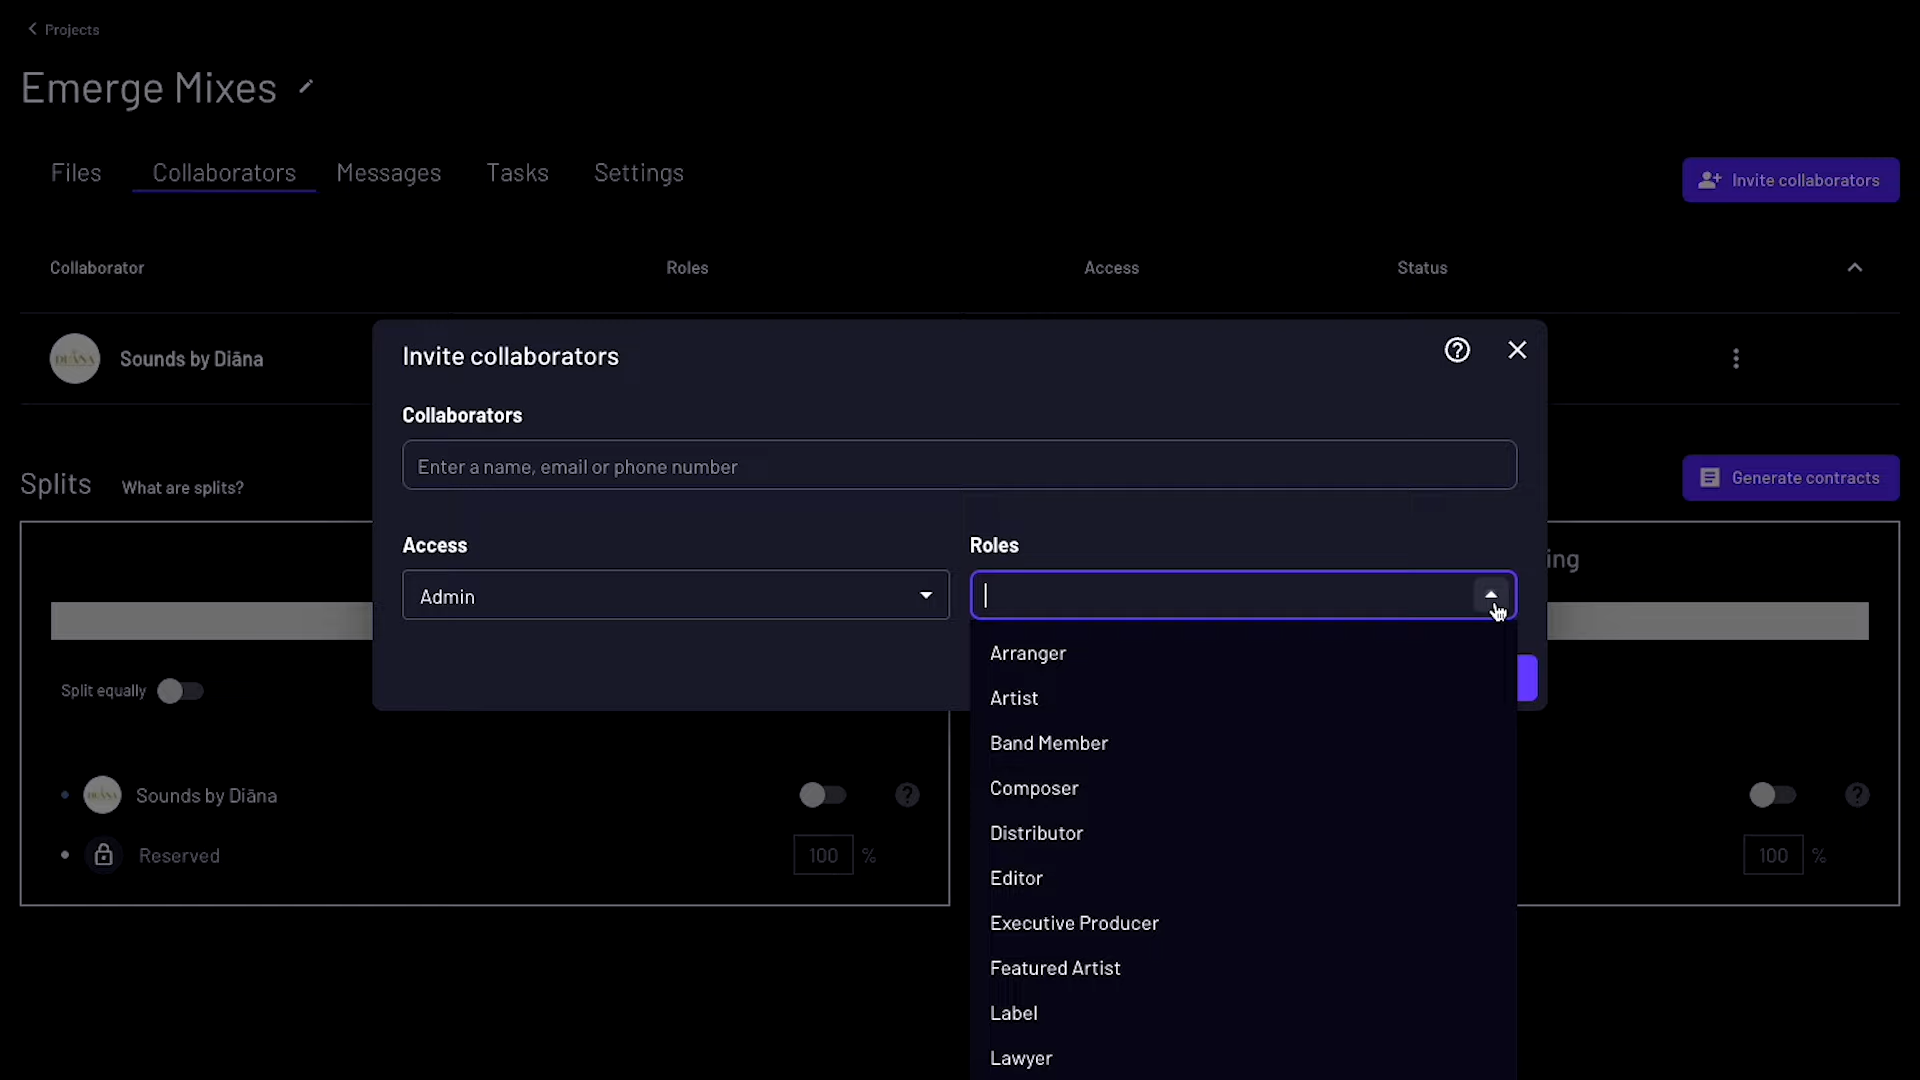 Projects
Emerge Mixes
Files Collaborators Messages Tasks Settings
Invite collaborators
Collaborator Roles Access Status
DIĀNA Sounds by Diāna
Invite collaborators
Collaborators
Enter a name, email or phone number
Splits What are splits?
Generate contracts
Access Roles
ing
Admin
Arranger
Split equally
Artist
Band Member
Composer
DIĀNA Sounds by Diāna
Distributor
Reserved 100 % 100 %
Editor
Executive Producer
Featured Artist
Label
Lawyer